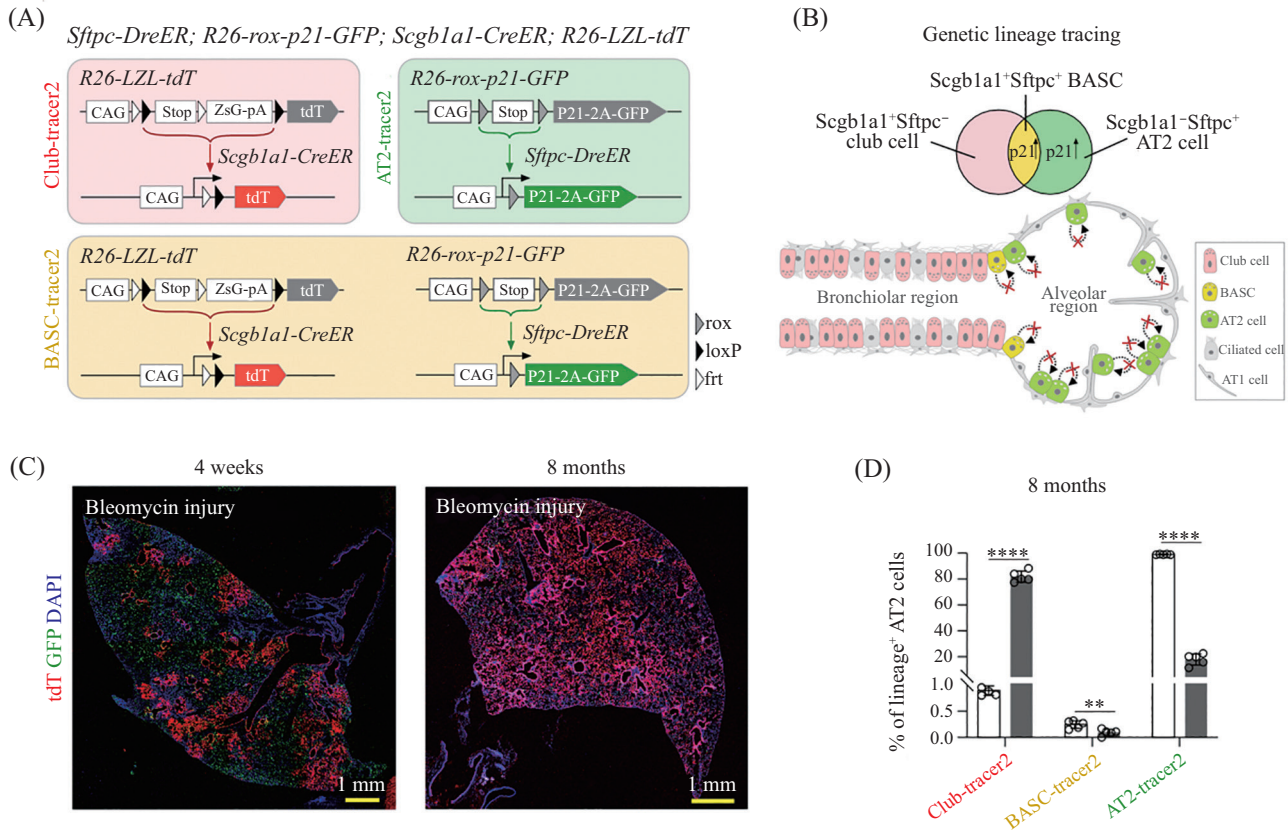 (A)
Sftpc-DreER; R26-rox-p21-GFP; Scgb1a1-CreER; R26-LZL-tdT
Club-tracer2
R26-LZL-tdT
CAG Stop ZsG-pA tdT
Scgb1a1-CreER
CAG tdT
AT2-tracer2
R26-rox-p21-GFP
CAG Stop P21-2A-GFP
Sftpc-DreER
CAG P21-2A-GFP
BASC-tracer2
R26-LZL-tdT
CAG Stop ZsG-pA tdT
Scgb1a1-CreER
CAG tdT
R26-rox-p21-GFP
CAG Stop P21-2A-GFP
Sftpc-DreER
CAG P21-2A-GFP
rox
loxP
frt
(B)
Genetic lineage tracing
Scgb1a1⁺Sftpc⁺ BASC
Scgb1a1⁺Sftpc⁻
club cell
p21↑
p21↑
Scgb1a1⁻Sftpc⁺
AT2 cell
Bronchiolar region
Alveolar
region
Club cell
BASC
AT2 cell
Ciliated cell
AT1 cell
(C)
4 weeks
8 months
tdT GFP DAPI
Bleomycin injury
1 mm
Bleomycin injury
1 mm
(D)
8 months
% of lineage⁺ AT2 cells
100
80
60
40
20
1.0
0.5
0.0
****
**
****
Club-tracer2
BASC-tracer2
AT2-tracer2